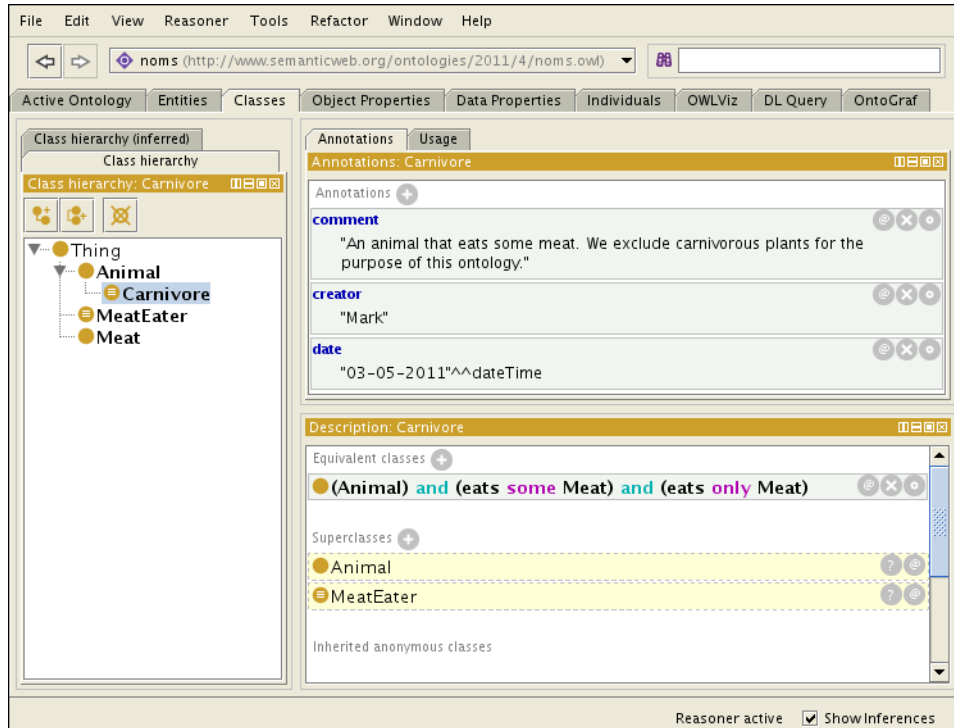 File Edit View Reasoner Tools Refactor Window Help
noms (http://www.semanticweb.org/ontologies/2011/4/noms.owl)
Active Ontology Entities Classes Object Properties Data Properties Individuals OWLViz DL Query OntoGraf
Class hierarchy (inferred)
Class hierarchy
Class hierarchy: Carnivore
Thing
Animal
Carnivore
MeatEater
Meat
Annotations Usage
Annotations: Carnivore
Annotations
comment
"An animal that eats some meat. We exclude carnivorous plants for the
purpose of this ontology."
creator
"Mark"
date
"03-05-2011"^^dateTime
Description: Carnivore
Equivalent classes
(Animal) and (eats some Meat) and (eats only Meat)
Superclasses
Animal
MeatEater
Inherited anonymous classes
Reasoner active Show Inferences